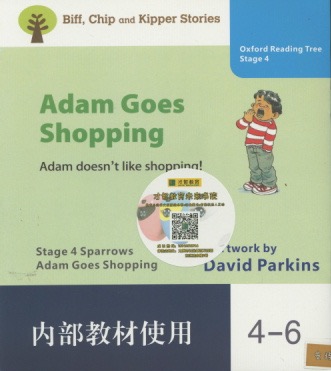 Biff, Chip and Kipper Stories
Oxford Reading Tree
Stage 4
Adam Goes
Shopping
Adam doesn't like shopping!
Stage 4 Sparrows
Adam Goes Shopping
twork by
David Parkins
内部教材使用
4-6